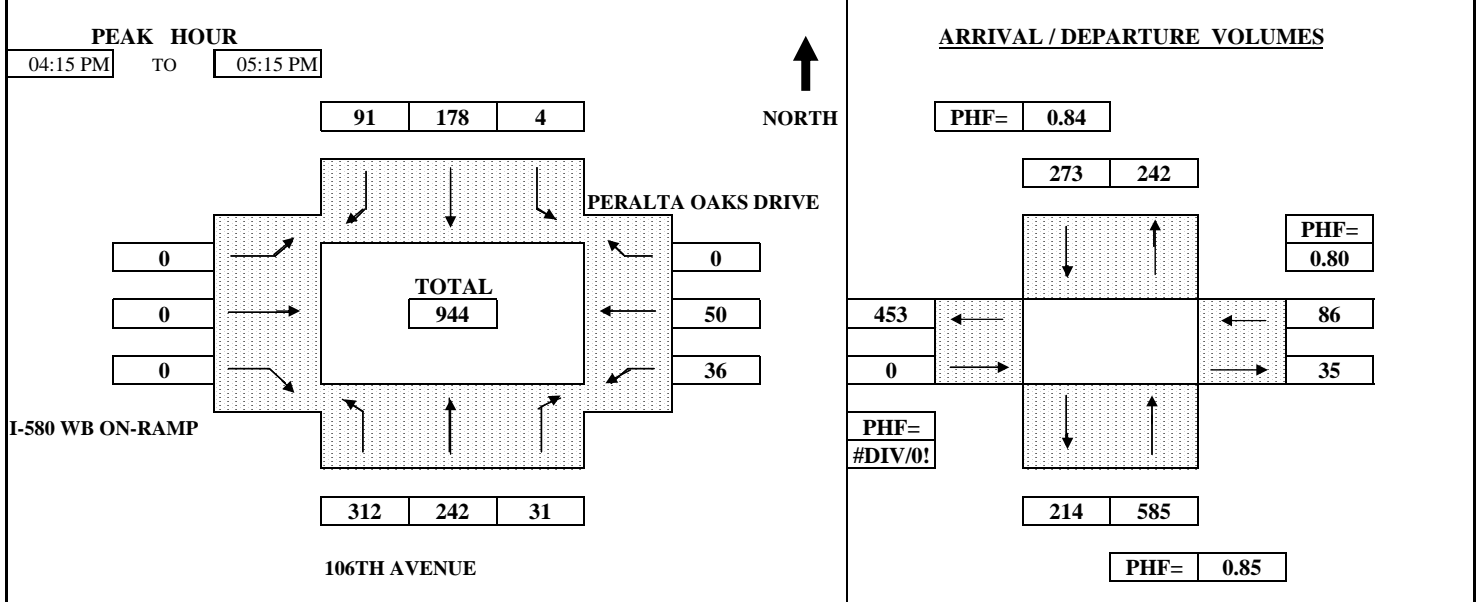 PEAK HOUR
04:15 PM TO 05:15 PM
NORTH
91 178 4
PERALTA OAKS DRIVE
0 0
TOTAL
0 944 50
0 36
I-580 WB ON-RAMP
312 242 31
106TH AVENUE
ARRIVAL / DEPARTURE VOLUMES
PHF= 0.84
273 242
PHF=
0.80
453 86
0 35
PHF=
#DIV/0!
214 585
PHF= 0.85